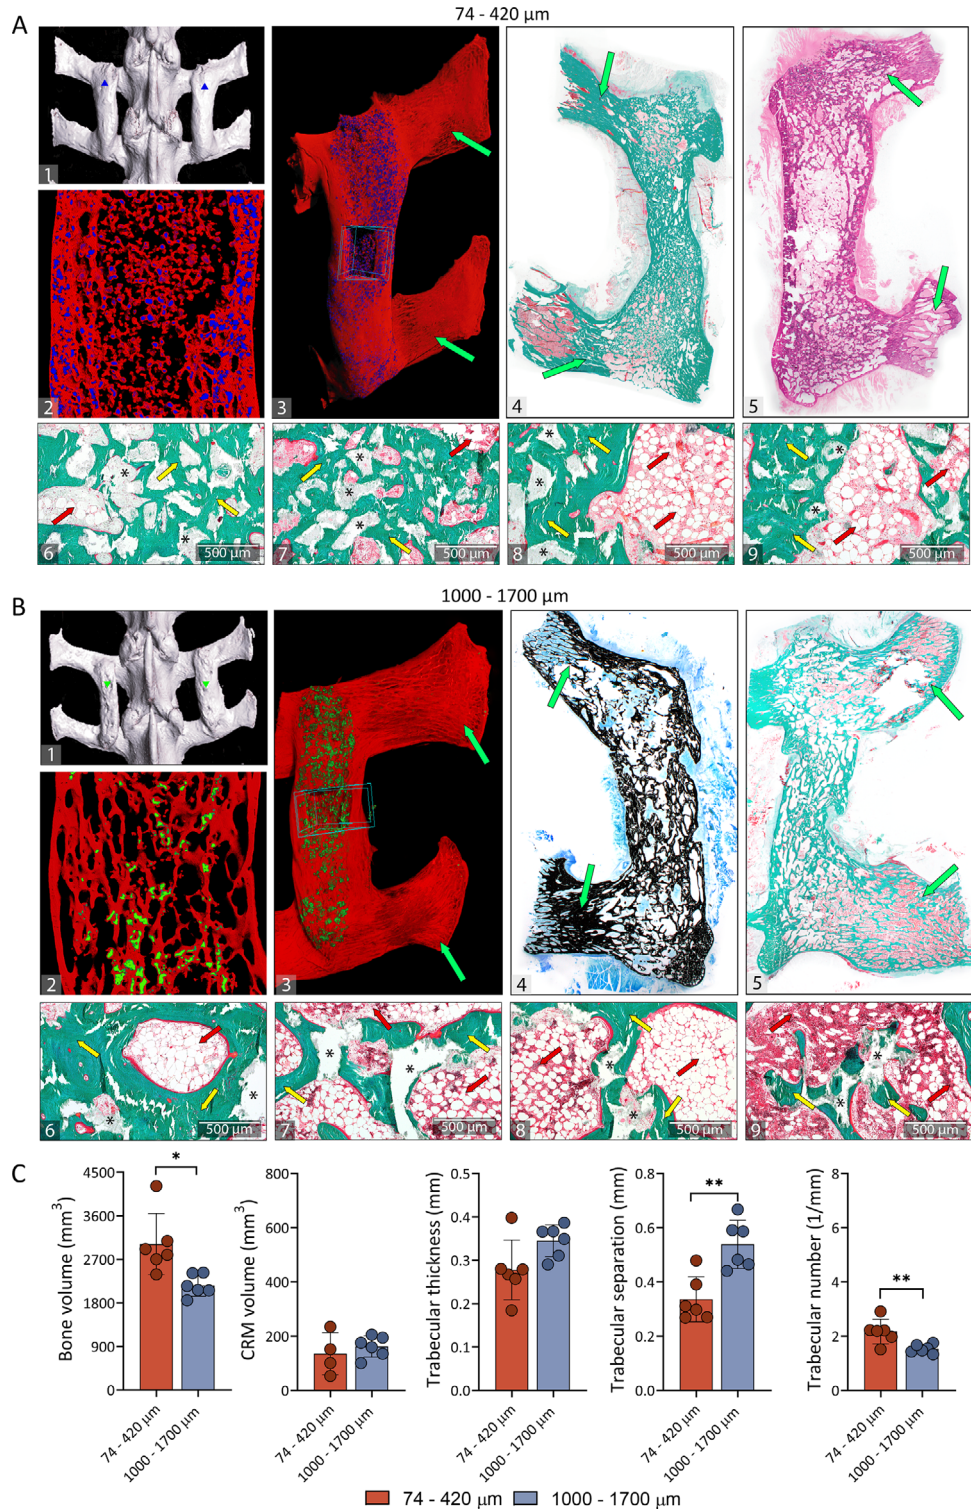 74 - 420 µm
A
1
2
3
4
5
*
*
*
6
500 µm
*
*
*
7
500 µm
*
*
*
8
500 µm
*
*
9
500 µm
1000 - 1700 µm
B
1
2
3
4
5
*
*
6
500 µm
*
*
7
500 µm
*
*
8
500 µm
*
*
9
500 µm
C
Bone volume (mm³)
4500
3600
2700
1800
900
0
*
74 - 420 µm
1000 - 1700 µm
CRM volume (mm³)
800
600
400
200
0
74 - 420 µm
1000 - 1700 µm
Trabecular thickness (mm)
0.5
0.4
0.3
0.2
0.1
0.0
74 - 420 µm
1000 - 1700 µm
Trabecular separation (mm)
0.8
0.6
0.4
0.2
0.0
**
74 - 420 µm
1000 - 1700 µm
Trabecular number (1/mm)
8
6
4
2
0
**
74 - 420 µm
1000 - 1700 µm
74 - 420 µm
1000 - 1700 µm